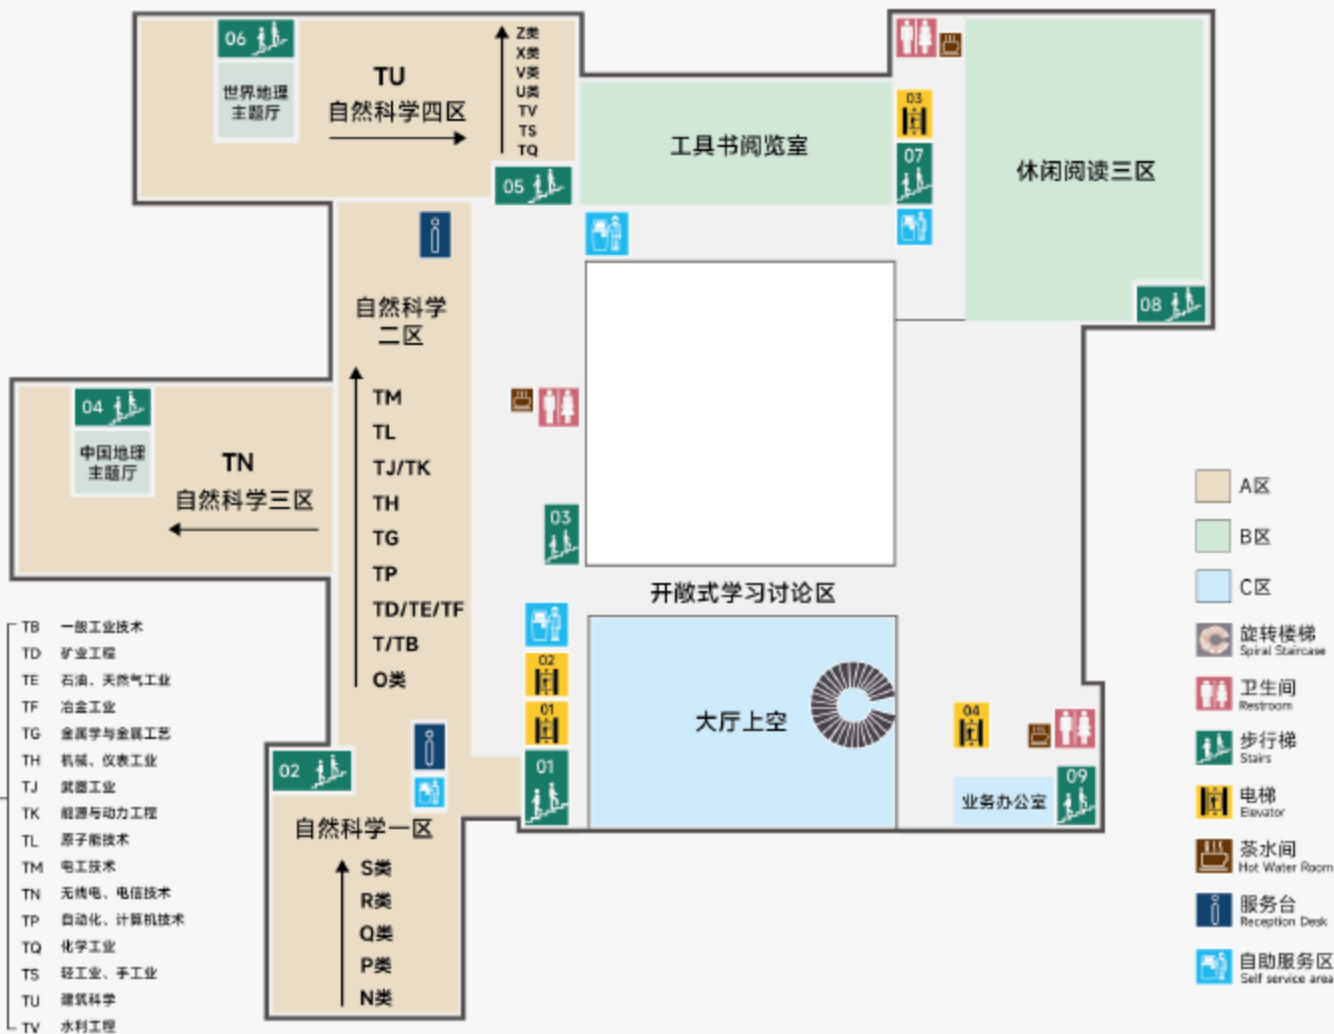 06
世界地理
主题厅
TU
自然科学四区
Z类
X类
V类
U类
TV
TS
TQ
05
工具书阅览室
03
07
休闲阅读三区
08
自然科学
二区
04
中国地理
主题厅
TN
自然科学三区
TM
TL
TJ/TK
TH
TG
TP
TD/TE/TF
T/TB
O类
03
开敞式学习讨论区
02
01
01
大厅上空
04
业务办公室
09
02
自然科学一区
S类
R类
Q类
P类
N类
TB 一般工业技术
TD 矿业工程
TE 石油、天然气工业
TF 冶金工业
TG 金属学与金属工艺
TH 机械、仪表工业
TJ 武器工业
TK 能源与动力工程
TL 原子能技术
TM 电工技术
TN 无线电、电信技术
TP 自动化、计算机技术
TQ 化学工业
TS 轻工业、手工业
TU 建筑科学
TV 水利工程
A区
B区
C区
旋转楼梯
Spiral Staircase
卫生间
Restroom
步行梯
Stairs
电梯
Elevator
茶水间
Hot Water Room
服务台
Reception Desk
自助服务区
Self service area